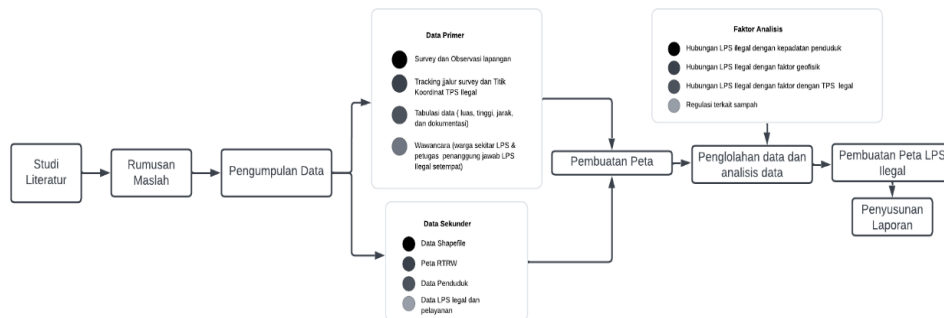 Studi
Literatur
Rumusan
Maslah
Pengumpulan Data
Data Primer
Survey dan Observasi lapangan
Tracking jjalur survey dan Titik
Koordinat TPS Ilegal
Tabulasi data ( luas, tinggi, jarak,
dan dokumentasi)
Wawancara (warga sekitar LPS &
petugas penanggung jawab LPS
Ilegal setempat)
Data Sekunder
Data Shapefile
Peta RTRW
Data Penduduk
Data LPS legal dan
pelayanan
Pembuatan Peta
Faktor Analisis
Hubungan LPS ilegal dengan kepadatan penduduk
Hubungan LPS Ilegal dengan faktor geofisik
Hubungan LPS Ilegal dengan faktor dengan TPS legal
Regulasi terkait sampah
Penglolahan data dan
analisis data
Pembuatan Peta LPS
Ilegal
Penyusunan
Laporan